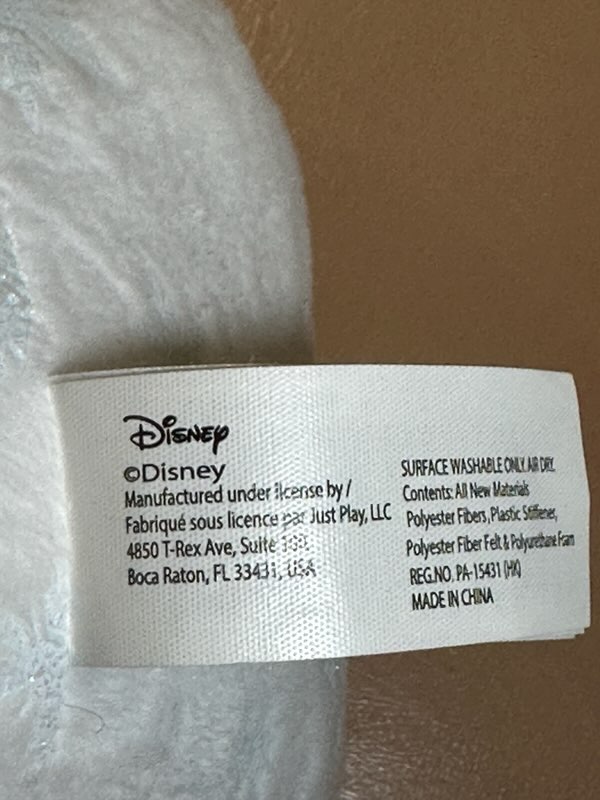 Disney
©Disney
Manufactured under license by /
Fabriqué sous licence par Just Play, LLC
4850 T-Rex Ave, Suite
Boca Raton, FL 33431, USA
SURFACE WASHABLE ONLY. AIR DRY.
Contents: All New Materials
Polyester Fibers, Plastic Stiffener,
Polyester Fiber Felt & Polyurethane Foam
REG.NO. PA-15431 (HK)
MADE IN CHINA